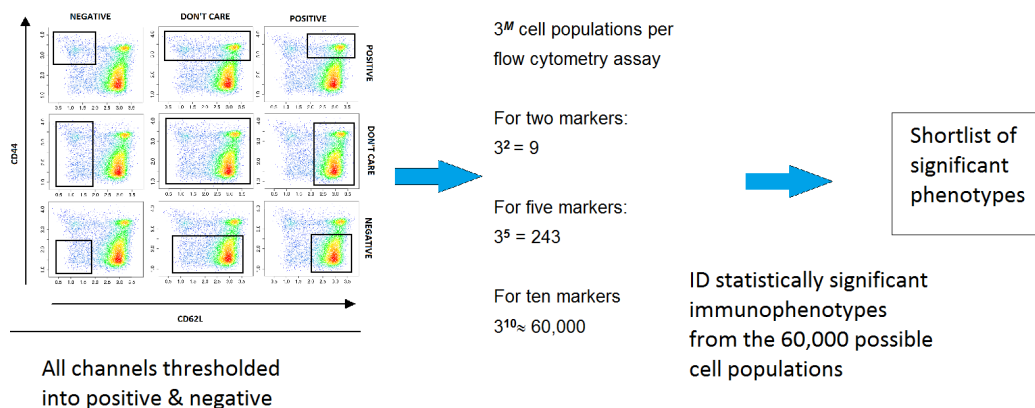 NEGATIVE DON'T CARE POSITIVE
POSITIVE
DON'T CARE
NEGATIVE
CD44
CD62L
All channels thresholded
into positive & negative
3^M cell populations per
flow cytometry assay
For two markers:
3² = 9
For five markers:
3⁵ = 243
For ten markers
3¹⁰≈ 60,000
ID statistically significant
immunophenotypes
from the 60,000 possible
cell populations
Shortlist of
significant
phenotypes